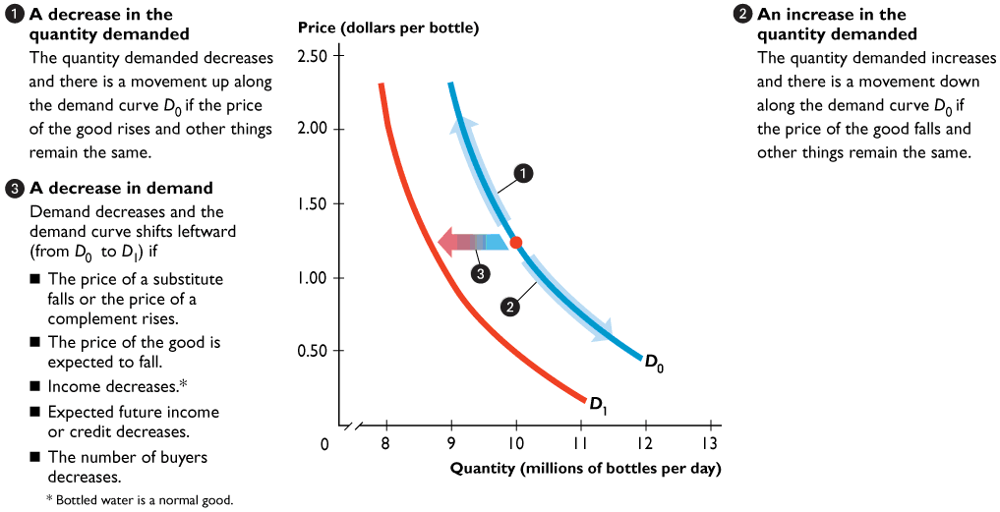 1 A decrease in the
quantity demanded
The quantity demanded decreases
and there is a movement up along
the demand curve D0 if the price
of the good rises and other things
remain the same.
3 A decrease in demand
Demand decreases and the
demand curve shifts leftward
(from D0 to D1) if
■ The price of a substitute
falls or the price of a
complement rises.
■ The price of the good is
expected to fall.
■ Income decreases.*
■ Expected future income
or credit decreases.
■ The number of buyers
decreases.
* Bottled water is a normal good.
Price (dollars per bottle)
2.50
2.00
1.50
1.00
0.50
0
1
3
2
D0
D1
8 9 10 11 12 13
Quantity (millions of bottles per day)
2 An increase in the
quantity demanded
The quantity demanded increases
and there is a movement down
along the demand curve D0 if
the price of the good falls and
other things remain the same.